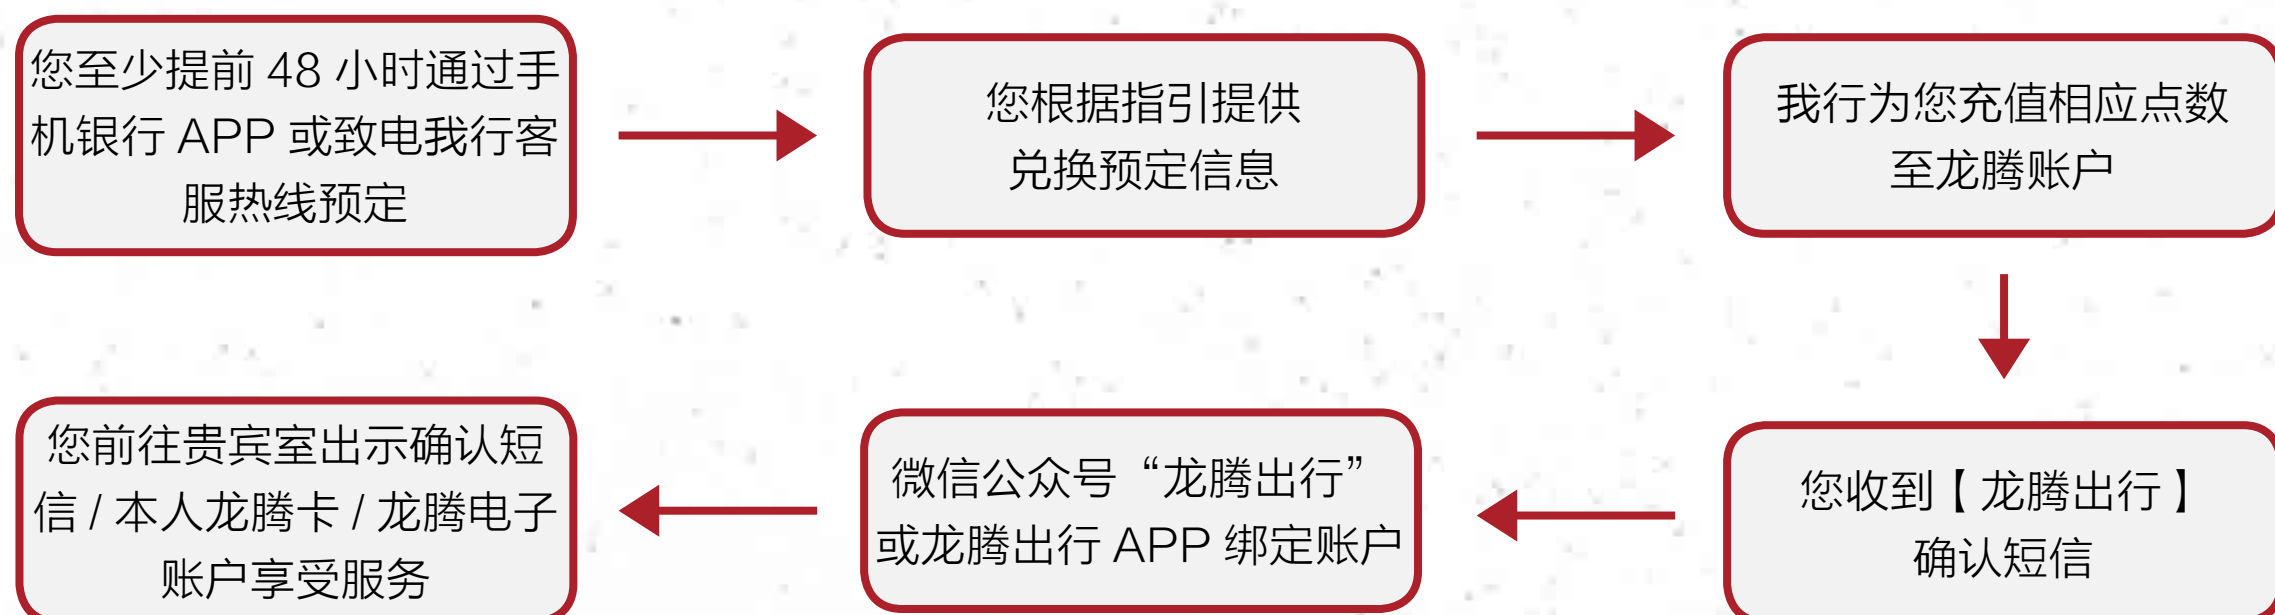 您至少提前 48 小时通过手
机银行 APP 或致电我行客
服热线预定
您根据指引提供
兑换预定信息
我行为您充值相应点数
至龙腾账户
您收到【龙腾出行】
确认短信
微信公众号“龙腾出行”
或龙腾出行 APP 绑定账户
您前往贵宾室出示确认短
信 / 本人龙腾卡 / 龙腾电子
账户享受服务